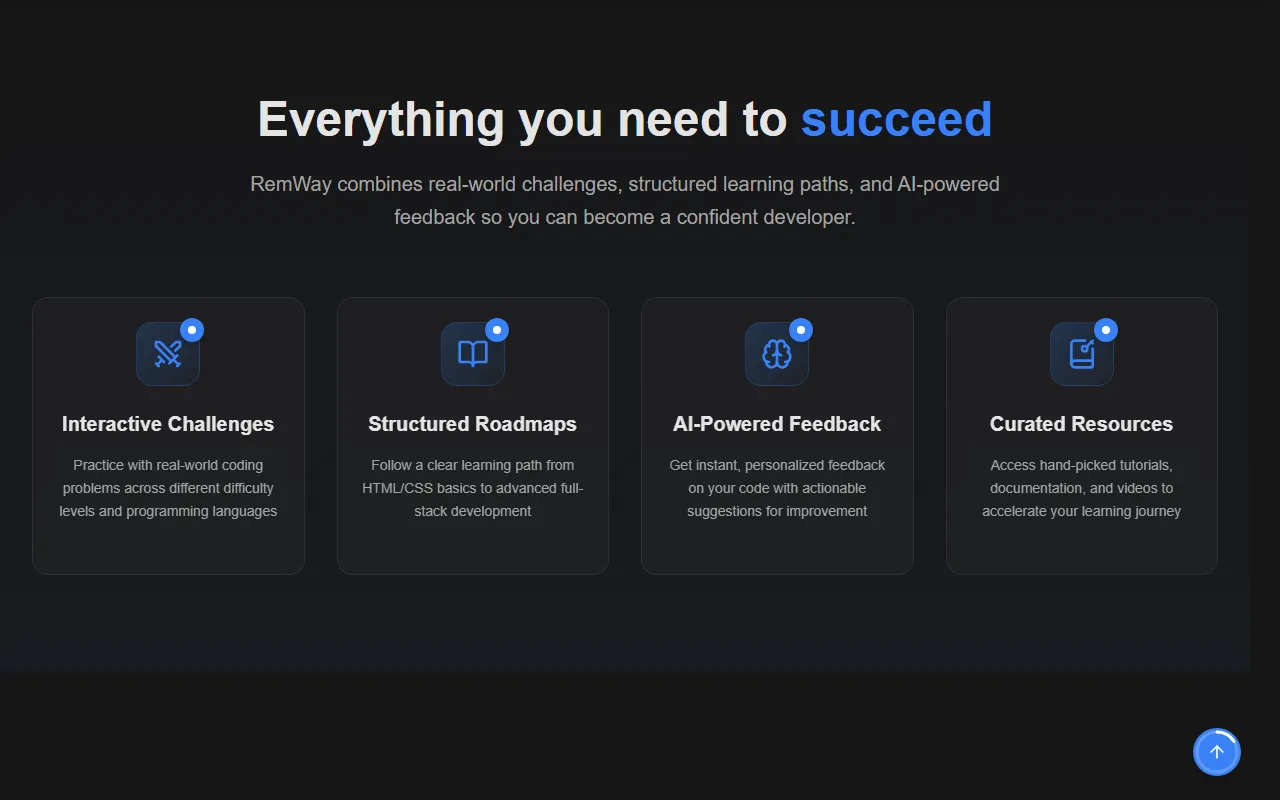 Everything you need to succeed
RemWay combines real-world challenges, structured learning paths, and AI-powered
feedback so you can become a confident developer.
Interactive Challenges
Practice with real-world coding
problems across different difficulty
levels and programming languages
Structured Roadmaps
Follow a clear learning path from
HTML/CSS basics to advanced full-
stack development
AI-Powered Feedback
Get instant, personalized feedback
on your code with actionable
suggestions for improvement
Curated Resources
Access hand-picked tutorials,
documentation, and videos to
accelerate your learning journey